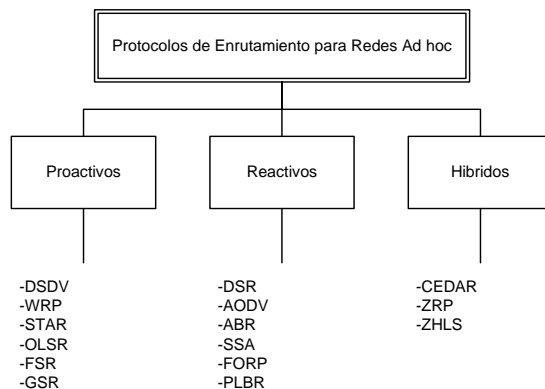 Protocolos de Enrutamiento para Redes Ad hoc
Proactivos
Reactivos
Hibridos
-DSDV
-WRP
-STAR
-OLSR
-FSR
-GSR
-DSR
-AODV
-ABR
-SSA
-FORP
-PLBR
-CEDAR
-ZRP
-ZHLS